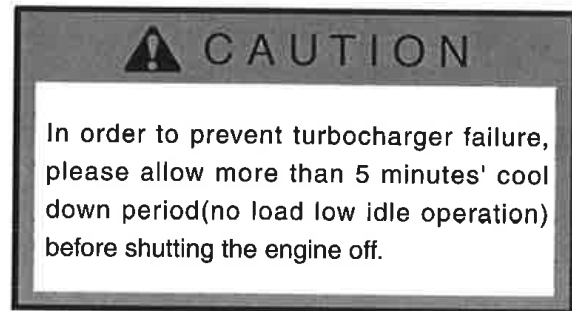 CAUTION
In order to prevent turbocharger failure,
please allow more than 5 minutes' cool
down period(no load low idle operation)
before shutting the engine off.